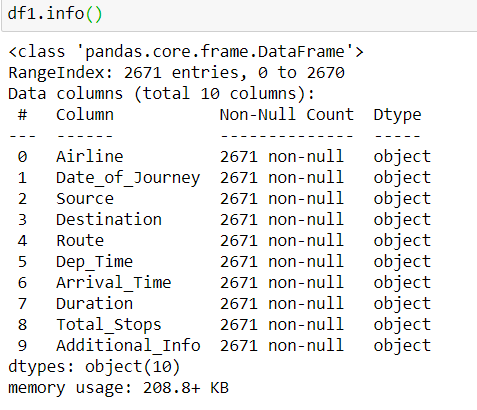 df1.info()
<class 'pandas.core.frame.DataFrame'>
RangeIndex: 2671 entries, 0 to 2670
Data columns (total 10 columns):
 #   Column           Non-Null Count  Dtype
---  ------           --------------  -----
 0   Airline          2671 non-null   object
 1   Date_of_Journey  2671 non-null   object
 2   Source           2671 non-null   object
 3   Destination      2671 non-null   object
 4   Route            2671 non-null   object
 5   Dep_Time         2671 non-null   object
 6   Arrival_Time     2671 non-null   object
 7   Duration         2671 non-null   object
 8   Total_Stops      2671 non-null   object
 9   Additional_Info  2671 non-null   object
dtypes: object(10)
memory usage: 208.8+ KB